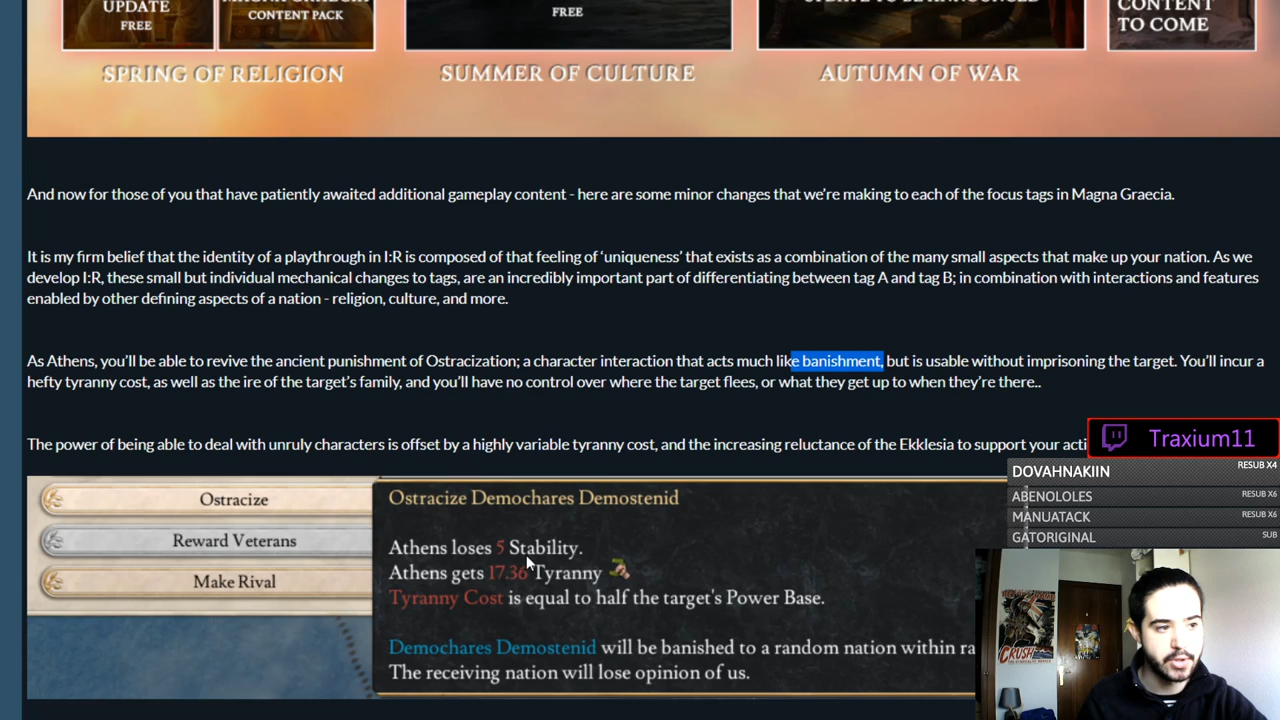 UPDATE
FREE
CONTENT PACK
FREE
CONTENT
TO COME
SPRING OF RELIGION
SUMMER OF CULTURE
AUTUMN OF WAR
And now for those of you that have patiently awaited additional gameplay content - here are some minor changes that we're making to each of the focus tags in Magna Graecia.
It is my firm belief that the identity of a playthrough in I:R is composed of that feeling of 'uniqueness' that exists as a combination of the many small aspects that make up your nation. As we
develop I:R, these small but individual mechanical changes to tags, are an incredibly important part of differentiating between tag A and tag B; in combination with interactions and features
enabled by other defining aspects of a nation - religion, culture, and more.
As Athens, you'll be able to revive the ancient punishment of Ostracization; a character interaction that acts much like banishment, but is usable without imprisoning the target. You'll incur a
hefty tyranny cost, as well as the ire of the target's family, and you'll have no control over where the target flees, or what they get up to when they're there..
The power of being able to deal with unruly characters is offset by a highly variable tyranny cost, and the increasing reluctance of the Ekklesia to support your acti
Traxium11
DOVAHNAKIIN RESUB X4
ABENOLOLES RESUB X6
MANUATACK RESUB X6
GATORIGINAL SUB
Ostracize
Reward Veterans
Make Rival
Ostracize Demochares Demostenid
Athens loses 5 Stability.
Athens gets 17.36 Tyranny
Tyranny Cost is equal to half the target's Power Base.
Demochares Demostenid will be banished to a random nation within ra
The receiving nation will lose opinion of us.
CRUSH